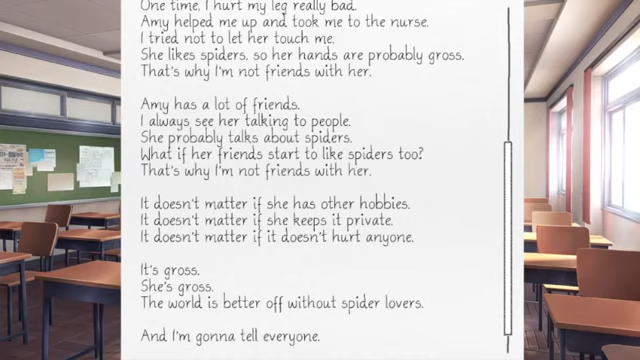 One time, I hurt my leg really bad.
Amy helped me up and took me to the nurse.
I tried not to let her touch me.
She likes spiders, so her hands are probably gross.
That's why I'm not friends with her.
Amy has a lot of friends.
I always see her talking to people.
She probably talks about spiders.
What if her friends start to like spiders too?
That's why I'm not friends with her.
It doesn't matter if she has other hobbies.
It doesn't matter if she keeps it private.
It doesn't matter if it doesn't hurt anyone.
It's gross.
She's gross.
The world is better off without spider lovers.
And I'm gonna tell everyone.